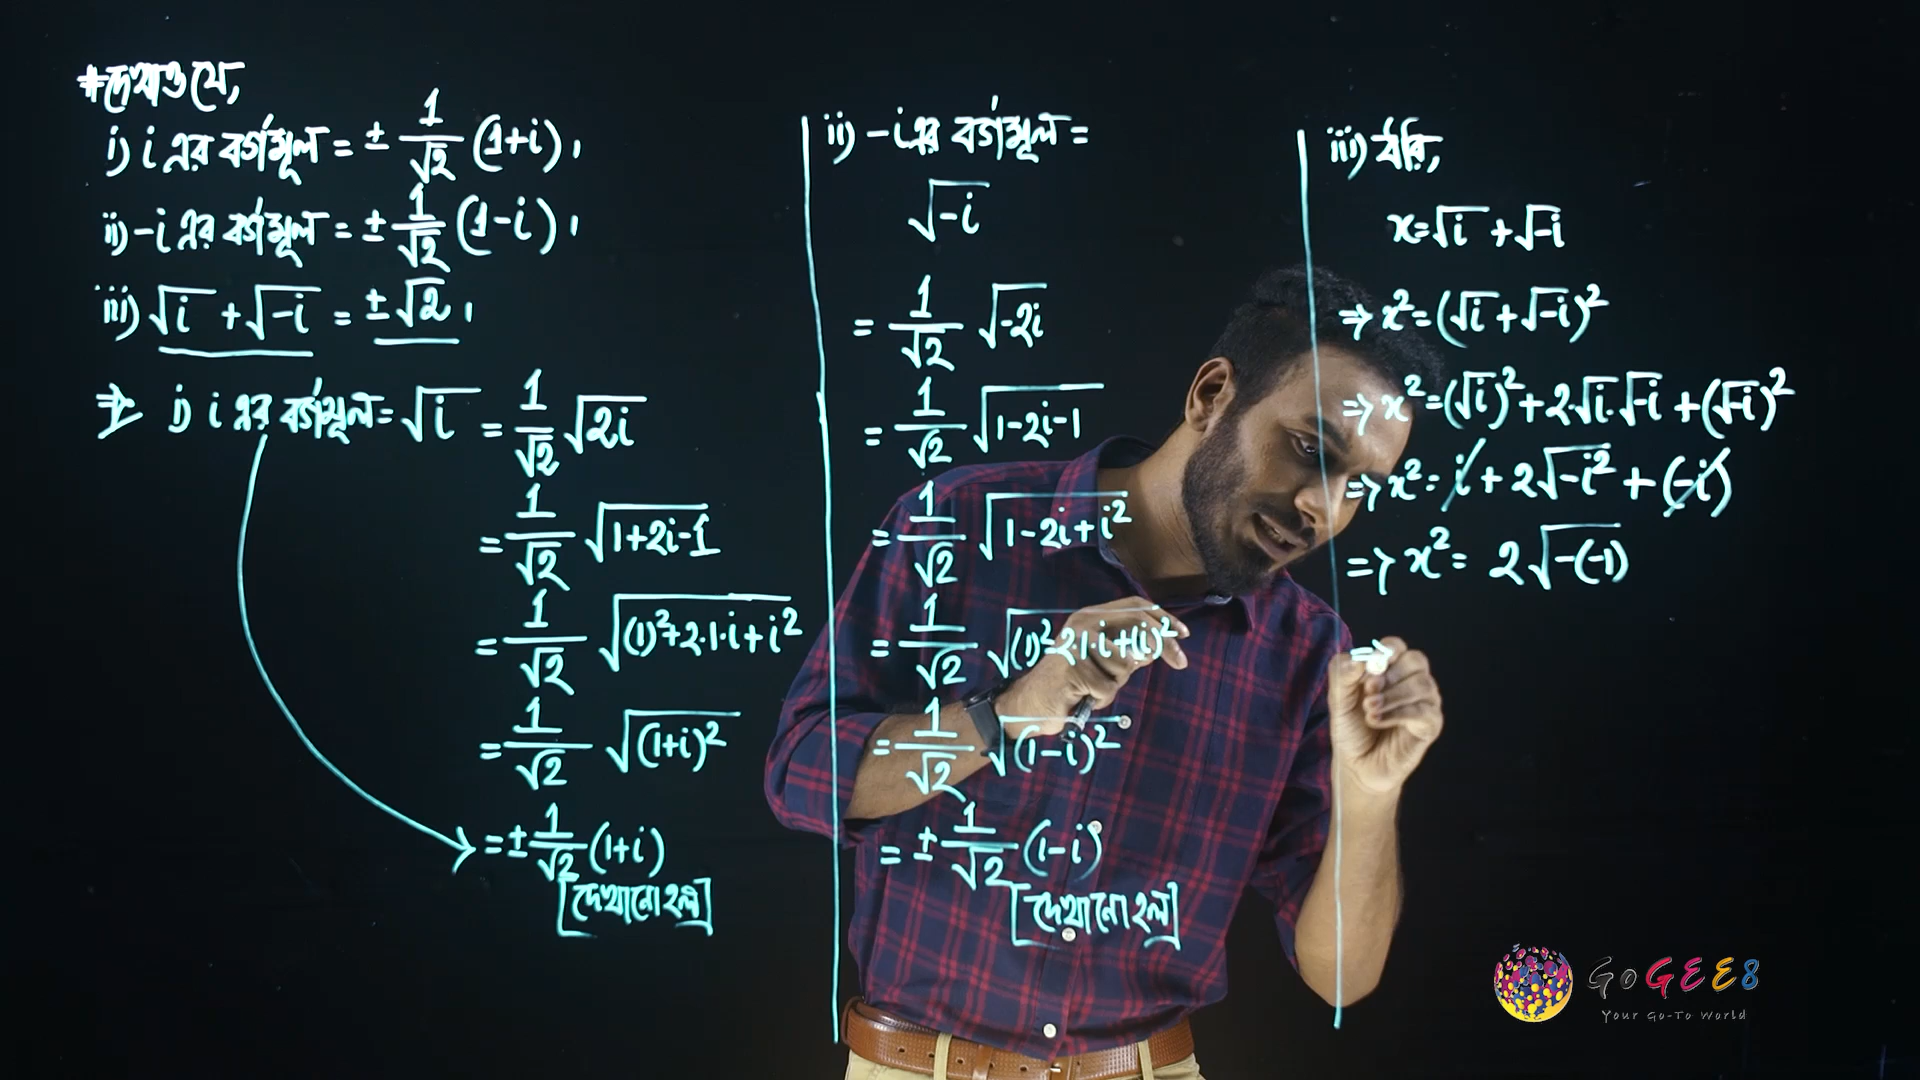 * দেখাও যে,
i) i এর বর্গমূল = ± 1/√2 (1+i),
ii) -i এর বর্গমূল = ± 1/√2 (1-i),
iii) √i + √-i = ±√2,
⇒ i) i এর বর্গমূল = √i = 1/√2 √2i
= 1/√2 √1+2i-1
= 1/√2 √(1)²+2·1·i+i²
= 1/√2 √(1+i)²
= ± 1/√2 (1+i)
[দেখানো হল]
ii) -i এর বর্গমূল =
√-i
= 1/√2 √-2i
= 1/√2 √1-2i-1
= 1/√2 √1-2i+i²
= 1/√2 √(1)²-2·1·i+(i)²
= 1/√2 √(1-i)²
= ± 1/√2 (1-i)
[দেখানো হল]
iii) ধরি,
x=√i + √-i
⇒ x² = (√i + √-i)²
⇒ x² = (√i)² + 2√i.√-i + (√-i)²
⇒ x² = i + 2√-i² + (-i)
⇒ x² = 2√-(-1)
⇒
GoGEE8
Your Go-To World